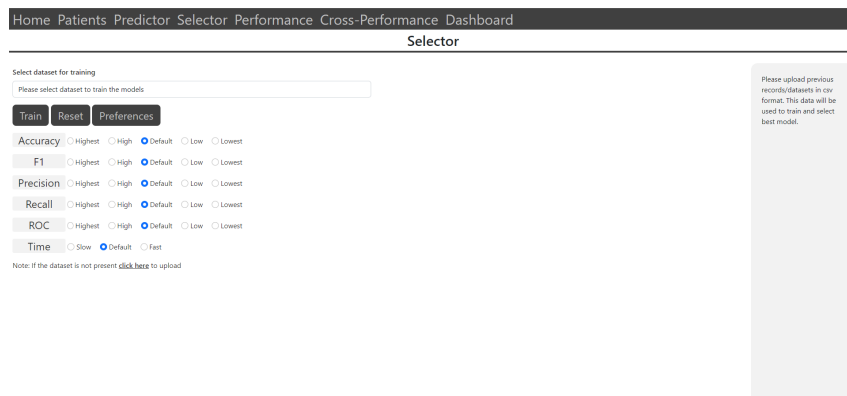 Home Patients Predictor Selector Performance Cross-Performance Dashboard
Selector
Select dataset for training
Please select dataset to train the models
Train Reset Preferences
Accuracy Highest High Default Low Lowest
F1 Highest High Default Low Lowest
Precision Highest High Default Low Lowest
Recall Highest High Default Low Lowest
ROC Highest High Default Low Lowest
Time Slow Default Fast
Note: If the dataset is not present click here to upload
Please upload previous
records/datasets in csv
format. This data will be
used to train and select
best model.